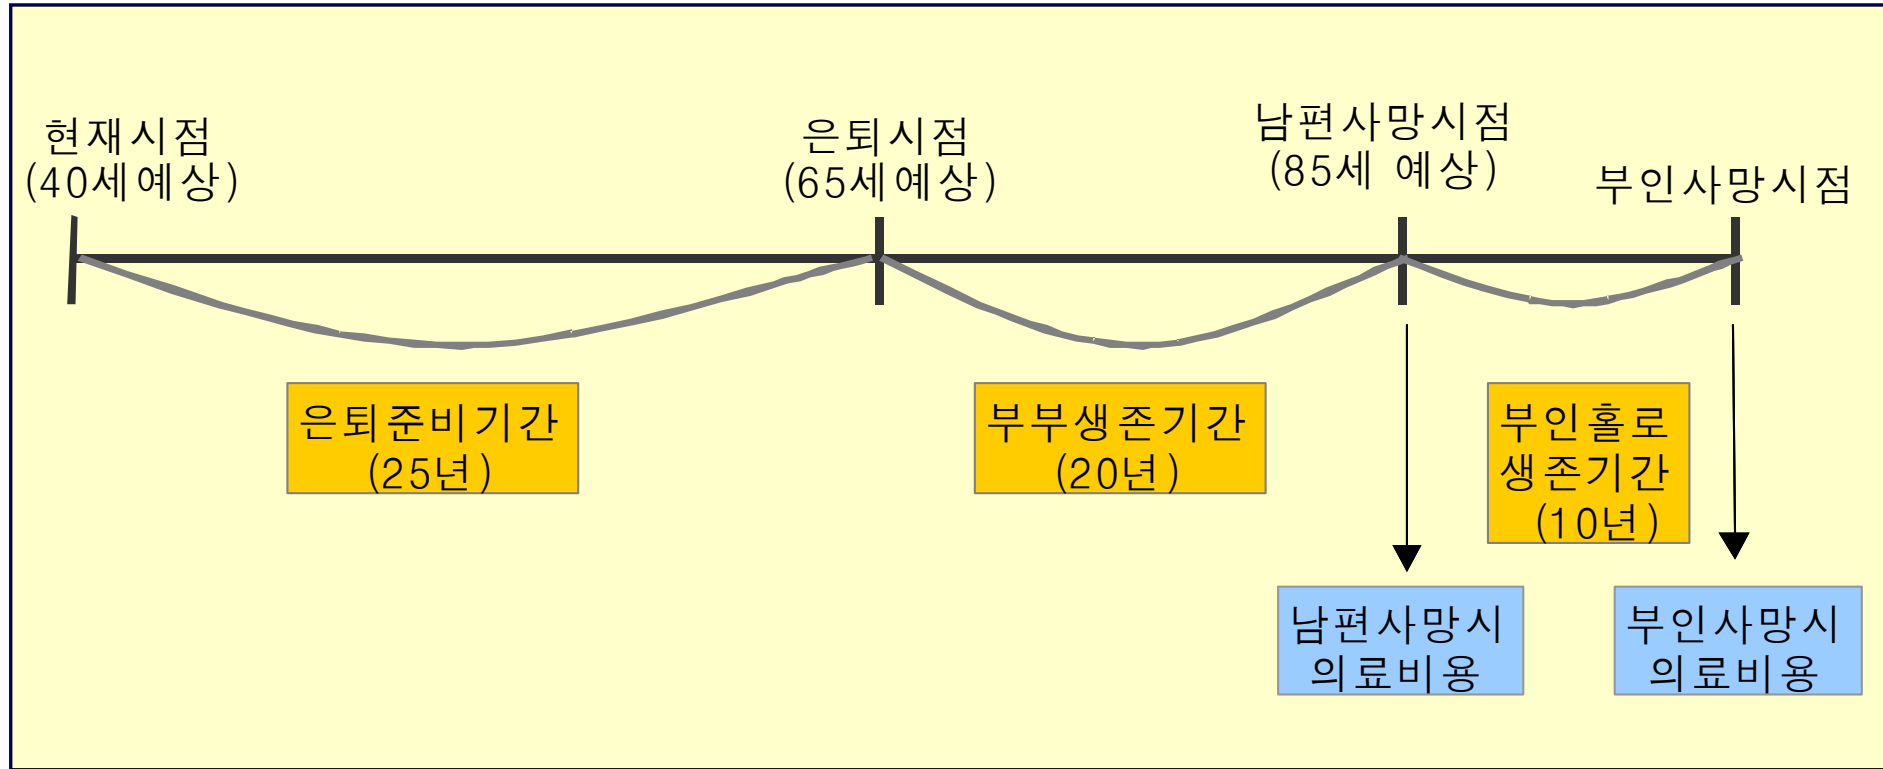 현재시점
(40세예상)
은퇴시점
(65세예상)
남편사망시점
(85세 예상)
부인사망시점
은퇴준비기간
(25년)
부부생존기간
(20년)
부인홀로
생존기간
(10년)
남편사망시
의료비용
부인사망시
의료비용